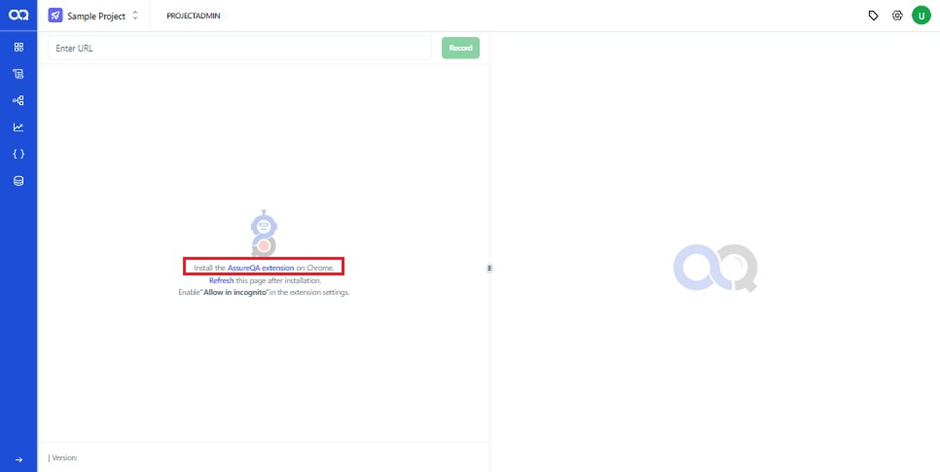 Sample Project
PROJECTADMIN
U
Enter URL
Record
Install the AssureQA extension on Chrome.
Refresh this page after installation.
Enable"Allow in incognito"in the extension settings.
| Version: